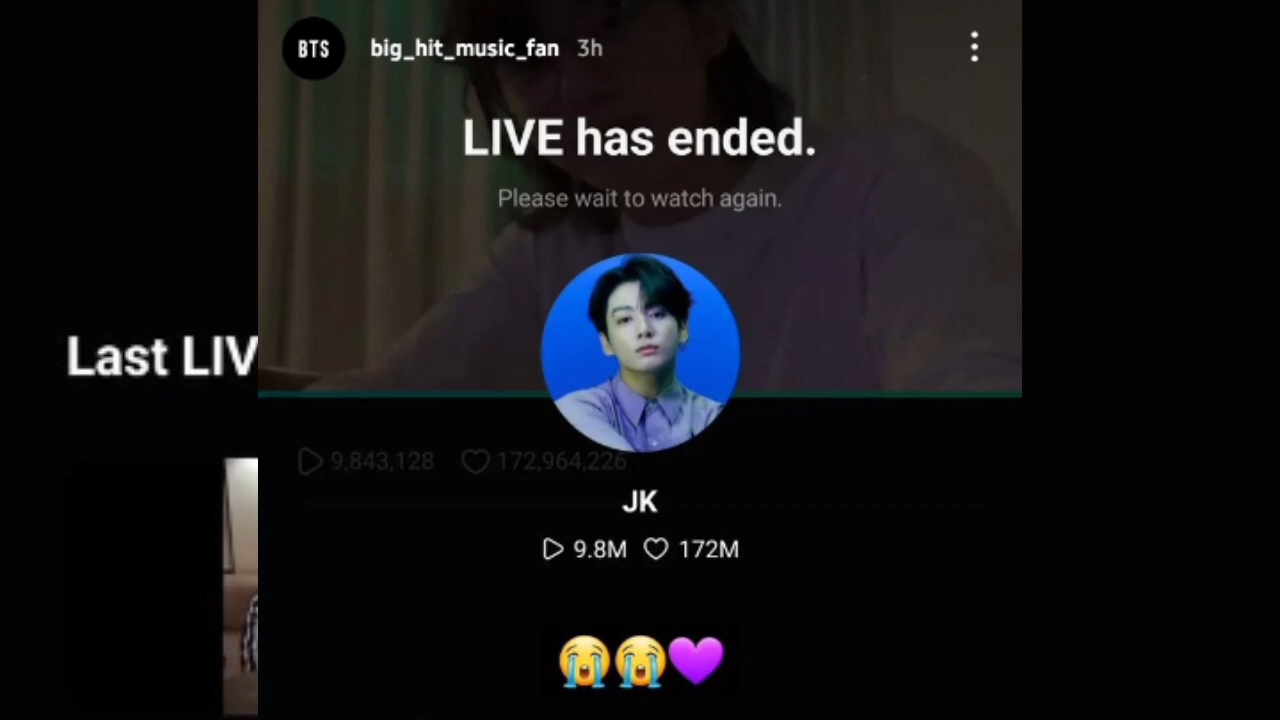 BTS big_hit_music_fan 3h
LIVE has ended.
Please wait to watch again.
Last LIV
9,843,128 172,964,226
JK
9.8M 172M